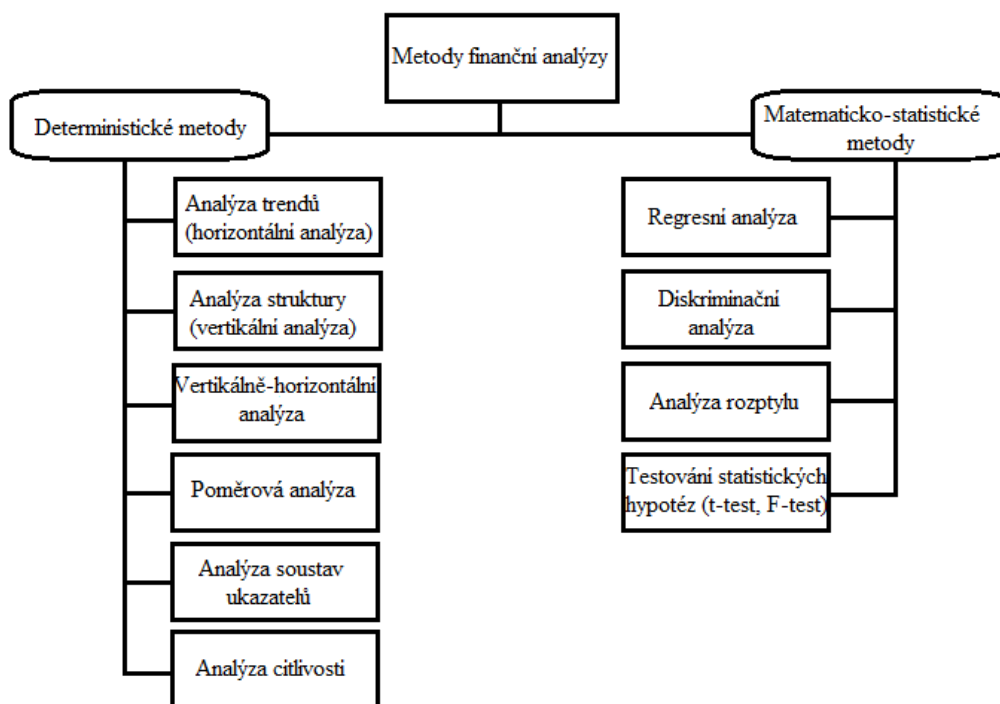 Metody finanční analýzy
Deterministické metody
Analýza trendů
(horizontální analýza)
Analýza struktury
(vertikální analýza)
Vertikálně-horizontální
analýza
Poměrová analýza
Analýza soustav
ukazatelů
Analýza citlivosti
Matematicko-statistické
metody
Regresní analýza
Diskriminační
analýza
Analýza rozptylu
Testování statistických
hypotéz (t-test, F-test)